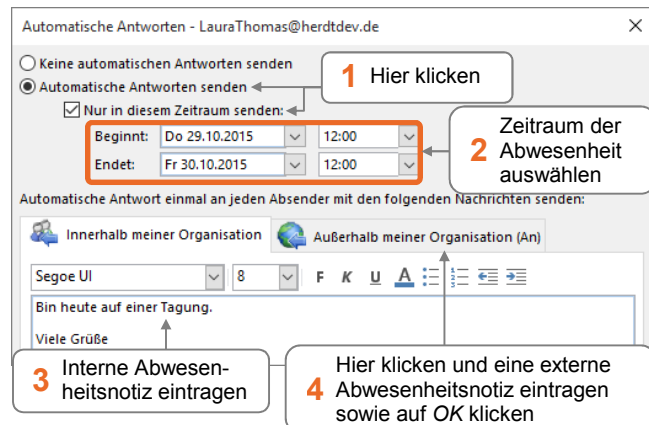 Automatische Antworten - LauraThomas@herdtdev.de
Keine automatischen Antworten senden
Automatische Antworten senden
1 Hier klicken
Nur in diesem Zeitraum senden:
Beginnt: Do 29.10.2015 12:00
Endet: Fr 30.10.2015 12:00
2 Zeitraum der
Abwesenheit
auswählen
Automatische Antwort einmal an jeden Absender mit den folgenden Nachrichten senden:
Innerhalb meiner Organisation Außerhalb meiner Organisation (An)
Segoe UI 8 F K U A
Bin heute auf einer Tagung.
Viele Grüße
3 Interne Abwesen-
heitsnotiz eintragen
4 Hier klicken und eine externe
Abwesenheitsnotiz eintragen
sowie auf OK klicken